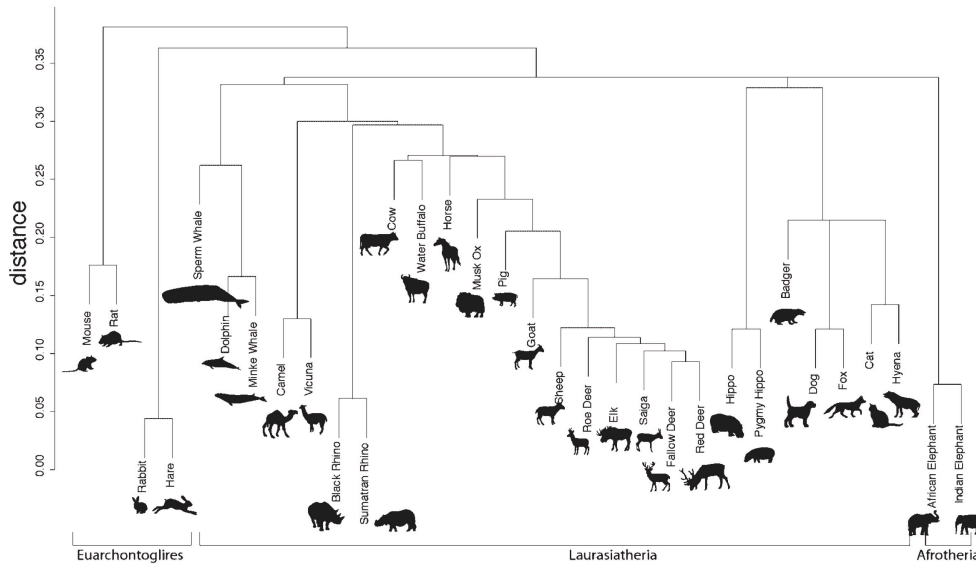 distance
0.35
0.30
0.25
0.20
0.15
0.10
0.05
0.00
Mouse
Rat
Rabbit
Hare
Sperm Whale
Dolphin
Minke Whale
Camel
Vicuna
Black Rhino
Sumatran Rhino
Cow
Water Buffalo
Horse
Musk Ox
Pig
Goat
Sheep
Roe Deer
Elk
Saiga
Fallow Deer
Red Deer
Hippo
Pygmy Hippo
Badger
Dog
Fox
Cat
Hyena
African Elephant
Indian Elephant
Euarchontoglires
Laurasiatheria
Afrotheria